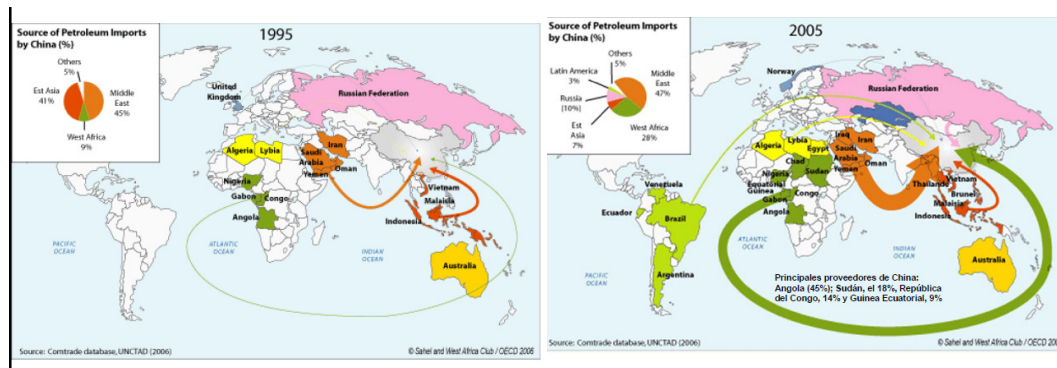 Source of Petroleum Imports
by China (%)
Others
5%
Est Asia
41%
Middle
East
45%
West Africa
9%
1995
United
Kingdom
Russian Federation
Algeria
Lybia
Iran
Saudi
Arabia
Yemen
Oman
Nigeria
Gabon
Congo
Angola
Vietnam
Malaisia
Indonesia
Australia
PACIFIC
OCEAN
ATLANTIC
OCEAN
INDIAN
OCEAN
Source: Comtrade database, UNCTAD (2006)
© Sahel and West Africa Club / OECD 2006
Source of Petroleum Imports
by China (%)
Others
5%
Latin America
3%
Russia
(10%)
Est
Asia
7%
Middle
East
47%
West Africa
28%
2005
Norway
Russian Federation
Algeria
Lybia
Egypt
Iraq
Iran
Saudi
Arabia
Yemen
Oman
Chad
Sudan
Nigeria
Equatorial
Guinea
Gabon
Congo
Angola
Venezuela
Ecuador
Brazil
Argentina
Thailande
Vietnam
Brunei
Malaisia
Indonesia
Australia
PACIFIC
OCEAN
ATLANTIC
OCEAN
INDIAN
OCEAN
Principales proveedores de China:
Angola (45%); Sudán, el 18%, República
del Congo, 14% y Guinea Ecuatorial, 9%
Source: Comtrade database, UNCTAD (2006)
© Sahel and West Africa Club / OECD 200